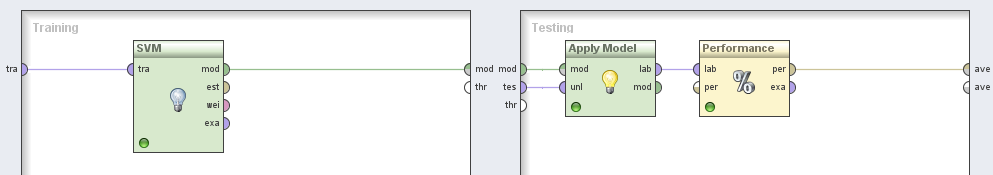 Training
Testing
SVM
Apply Model
Performance
tra
tra
mod
mod
mod
mod
lab
lab
per
ave
est
thr
tes
unl
mod
per
exa
ave
wei
thr
exa
%